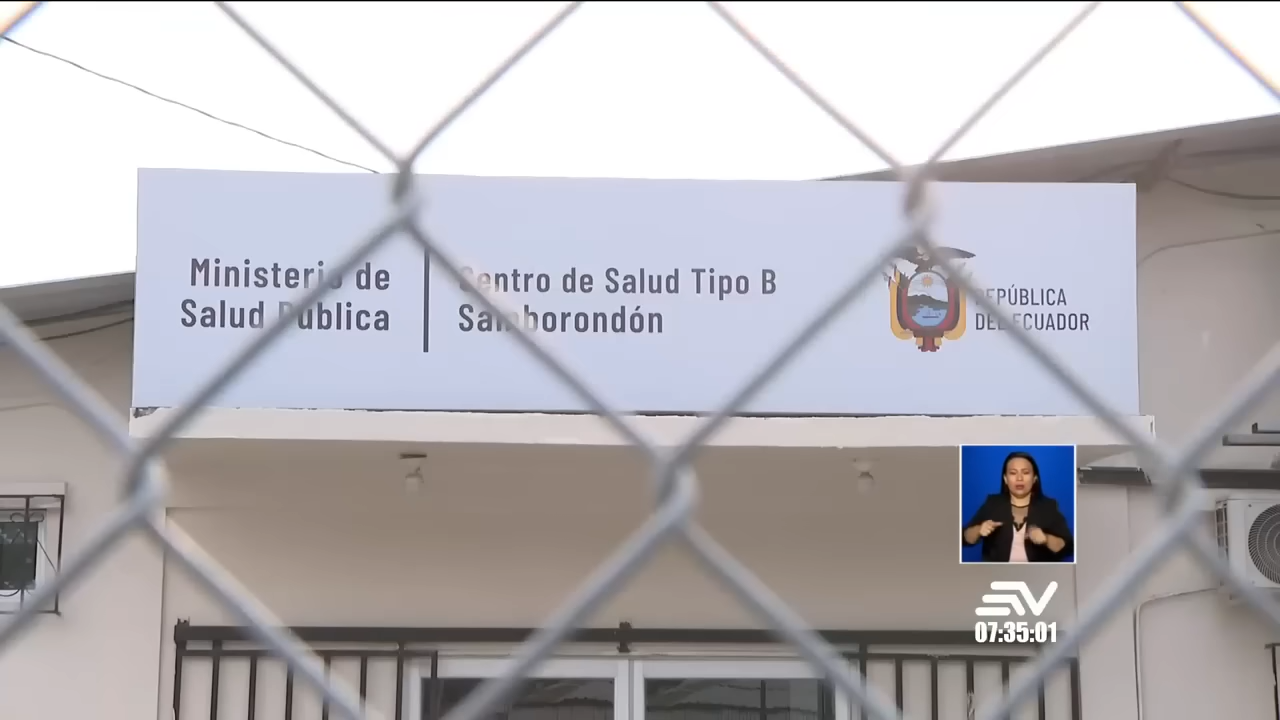 Ministerio de
Salud Pública
Centro de Salud Tipo B
Samborondón
REPÚBLICA
DEL ECUADOR
07:35:01